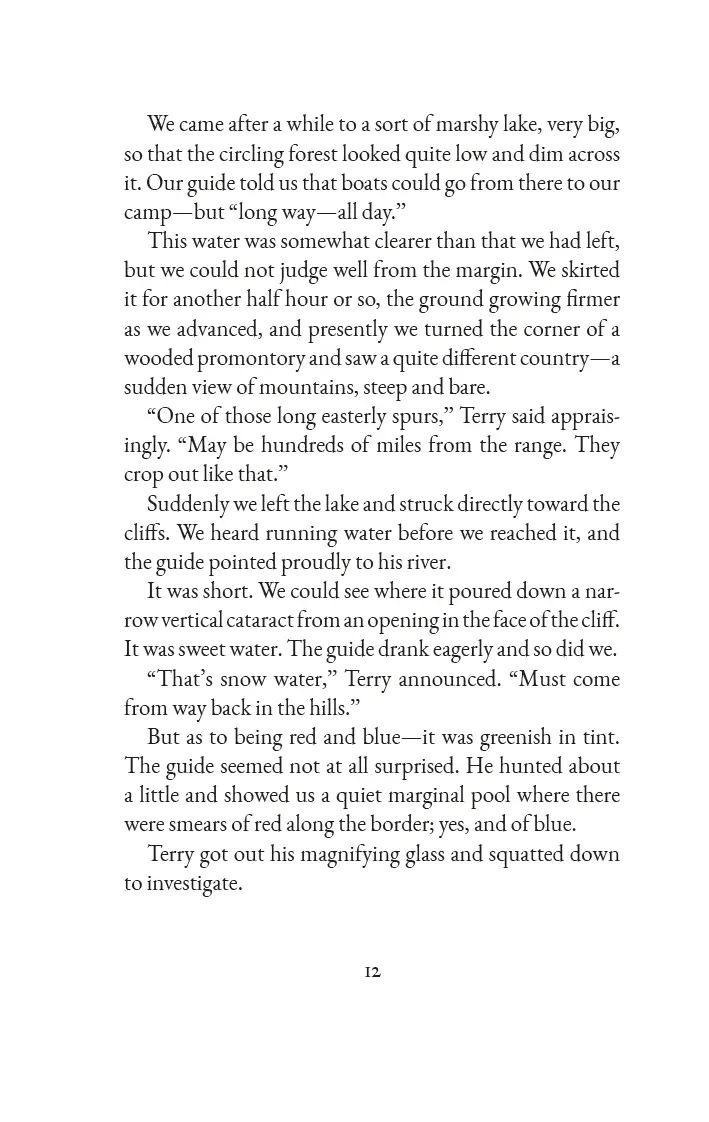 We came after a while to a sort of marshy lake, very big,
so that the circling forest looked quite low and dim across
it. Our guide told us that boats could go from there to our
camp—but “long way—all day.”
This water was somewhat clearer than that we had left,
but we could not judge well from the margin. We skirted
it for another half hour or so, the ground growing firmer
as we advanced, and presently we turned the corner of a
wooded promontory and saw a quite different country—a
sudden view of mountains, steep and bare.
“One of those long easterly spurs,” Terry said apprais-
ingly. “May be hundreds of miles from the range. They
crop out like that.”
Suddenly we left the lake and struck directly toward the
cliffs. We heard running water before we reached it, and
the guide pointed proudly to his river.
It was short. We could see where it poured down a nar-
row vertical cataract from an opening in the face of the cliff.
It was sweet water. The guide drank eagerly and so did we.
“That’s snow water,” Terry announced. “Must come
from way back in the hills.”
But as to being red and blue—it was greenish in tint.
The guide seemed not at all surprised. He hunted about
a little and showed us a quiet marginal pool where there
were smears of red along the border; yes, and of blue.
Terry got out his magnifying glass and squatted down
to investigate.
12